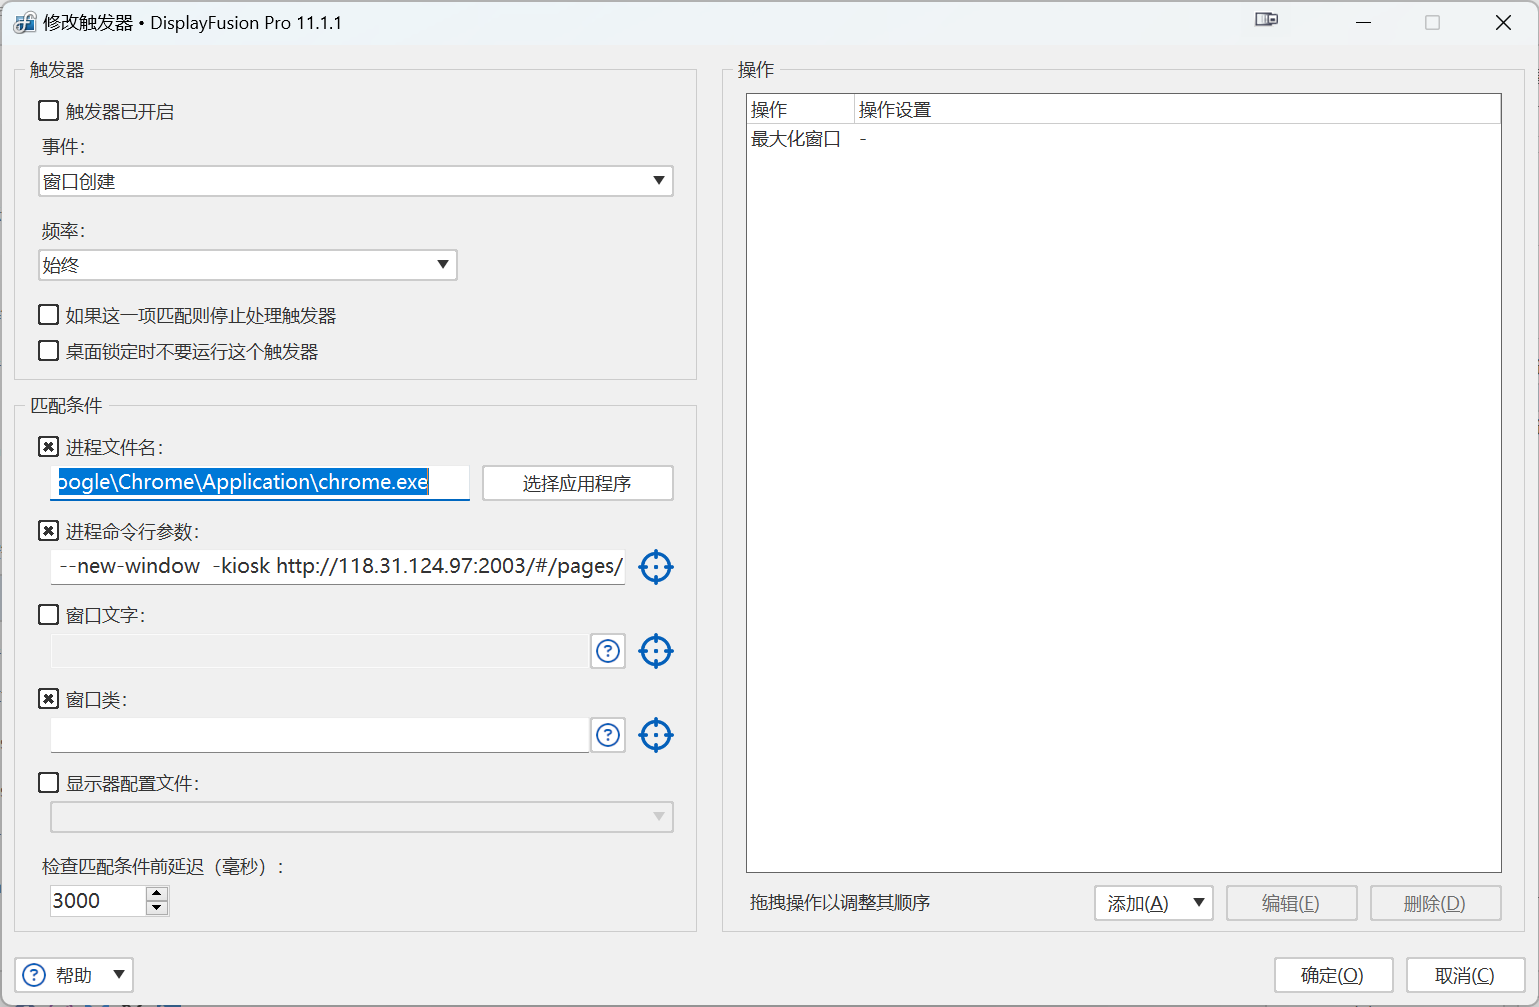 修改触发器 • DisplayFusion Pro 11.1.1
触发器
触发器已开启
事件:
窗口创建
频率:
始终
如果这一项匹配则停止处理触发器
桌面锁定时不要运行这个触发器
匹配条件
进程文件名:
oogle\Chrome\Application\chrome.exe
选择应用程序
进程命令行参数:
--new-window  -kiosk http://118.31.124.97:2003/#/pages/
窗口文字:
窗口类:
显示器配置文件:
检查匹配条件前延迟（毫秒）:
3000
帮助
操作
操作 操作设置
最大化窗口 -
拖拽操作以调整其顺序
添加(A)
编辑(E)
删除(D)
确定(O)
取消(C)